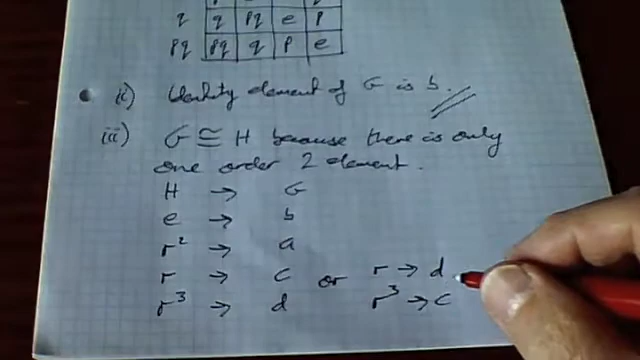 q q pq e p
pq pq q p e
ii) Identity element of G is b.
iii) G ≅ H because there is only
one order 2 element.
H → G
e → b
r² → a
r → c or r → d
r³ → d r³ → c